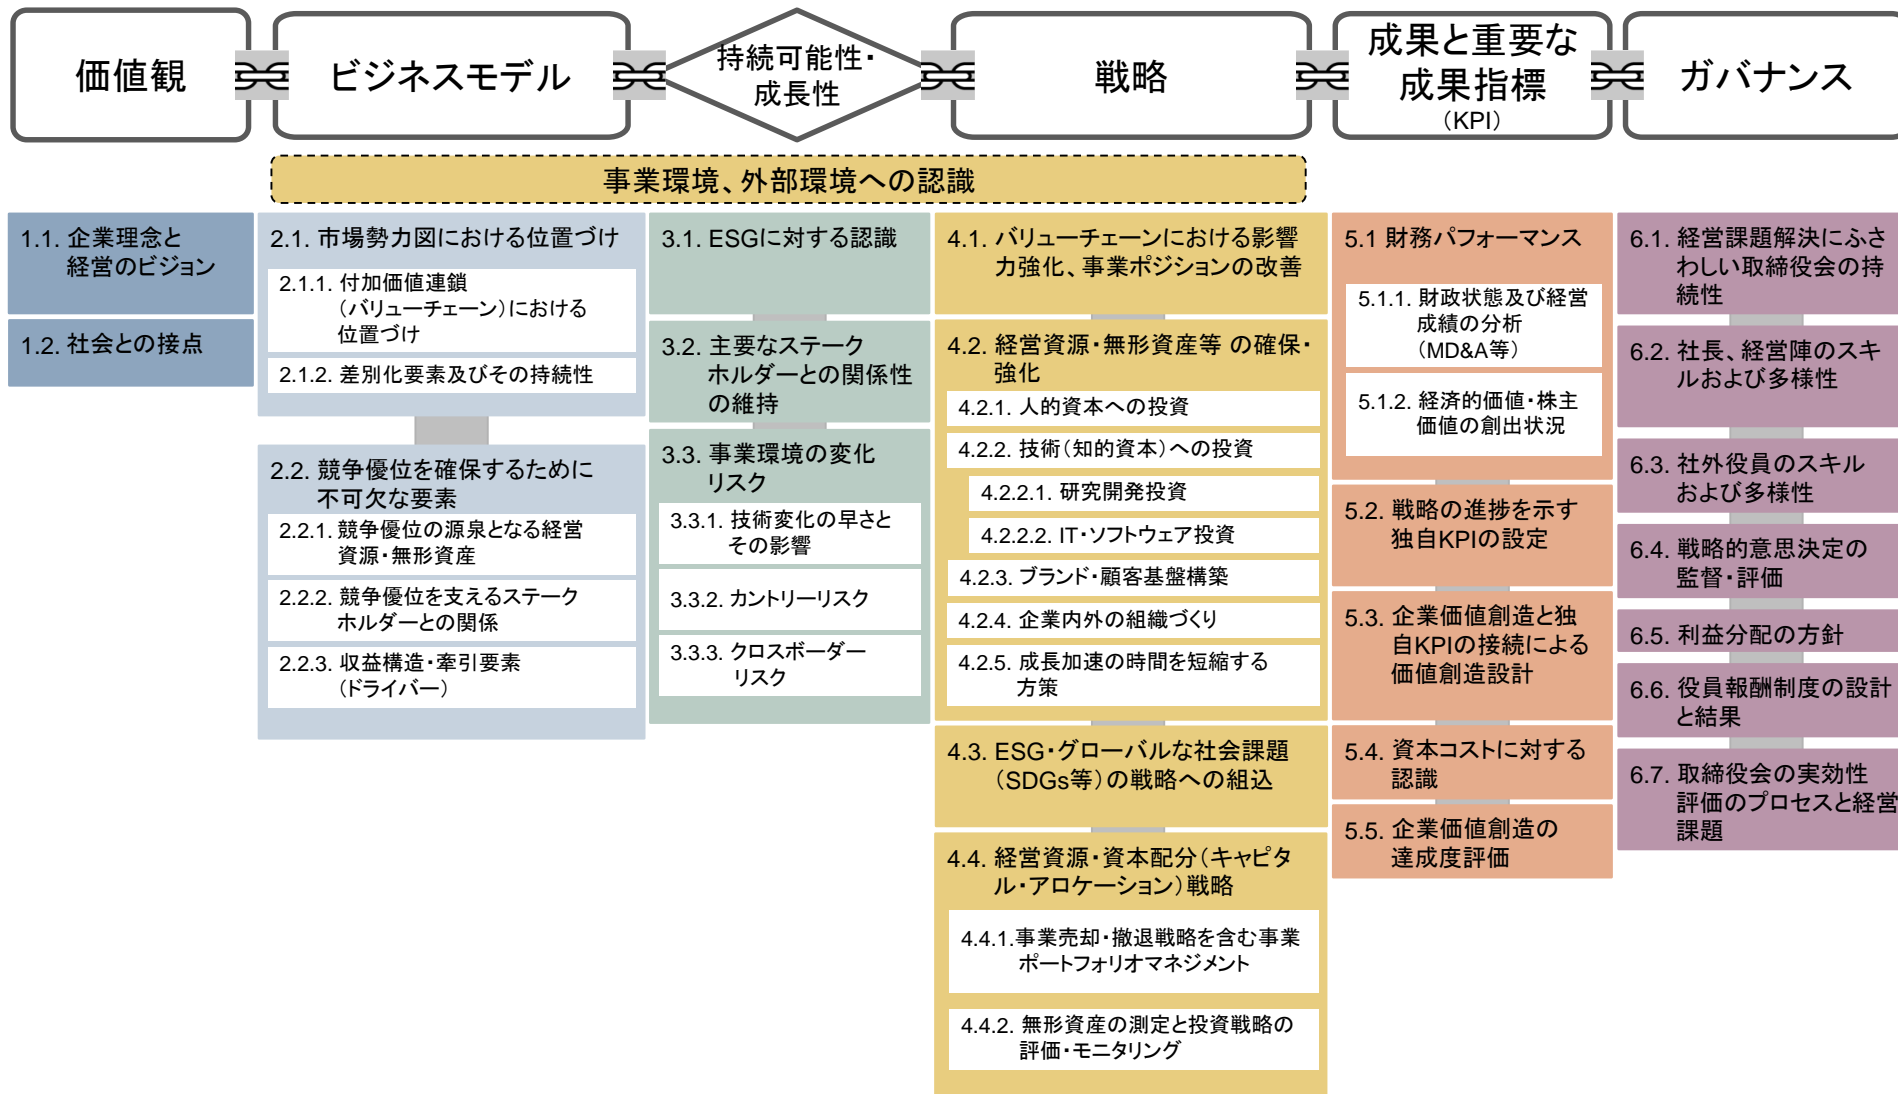 価値観
ビジネスモデル
持続可能性・
成長性
戦略
成果と重要な
成果指標
（KPI）
ガバナンス
事業環境、外部環境への認識
1.1. 企業理念と
経営のビジョン
1.2. 社会との接点
2.1. 市場勢力図における位置づけ
2.1.1. 付加価値連鎖
（バリューチェーン）における
位置づけ
2.1.2. 差別化要素及びその持続性
2.2. 競争優位を確保するために
不可欠な要素
2.2.1. 競争優位の源泉となる経営
資源・無形資産
2.2.2. 競争優位を支えるステーク
ホルダーとの関係
2.2.3. 収益構造・牽引要素
（ドライバー）
3.1. ESGに対する認識
3.2. 主要なステーク
ホルダーとの関係性
の維持
3.3. 事業環境の変化
リスク
3.3.1. 技術変化の早さと
その影響
3.3.2. カントリーリスク
3.3.3. クロスボーダー
リスク
4.1. バリューチェーンにおける影響
力強化、事業ポジションの改善
4.2. 経営資源・無形資産等 の確保・
強化
4.2.1. 人的資本への投資
4.2.2. 技術（知的資本）への投資
4.2.2.1. 研究開発投資
4.2.2.2. IT・ソフトウェア投資
4.2.3. ブランド・顧客基盤構築
4.2.4. 企業内外の組織づくり
4.2.5. 成長加速の時間を短縮する
方策
4.3. ESG・グローバルな社会課題
（SDGs等）の戦略への組込
4.4. 経営資源・資本配分（キャピタ
ル・アロケーション）戦略
4.4.1.事業売却・撤退戦略を含む事業
ポートフォリオマネジメント
4.4.2. 無形資産の測定と投資戦略の
評価・モニタリング
5.1 財務パフォーマンス
5.1.1. 財政状態及び経営
成績の分析
（MD&A等）
5.1.2. 経済的価値・株主
価値の創出状況
5.2. 戦略の進捗を示す
独自KPIの設定
5.3. 企業価値創造と独
自KPIの接続による
価値創造設計
5.4. 資本コストに対する
認識
5.5. 企業価値創造の
達成度評価
6.1. 経営課題解決にふさ
わしい取締役会の持
続性
6.2. 社長、経営陣のスキ
ルおよび多様性
6.3. 社外役員のスキル
および多様性
6.4. 戦略的意思決定の
監督・評価
6.5. 利益分配の方針
6.6. 役員報酬制度の設計
と結果
6.7. 取締役会の実効性
評価のプロセスと経営
課題